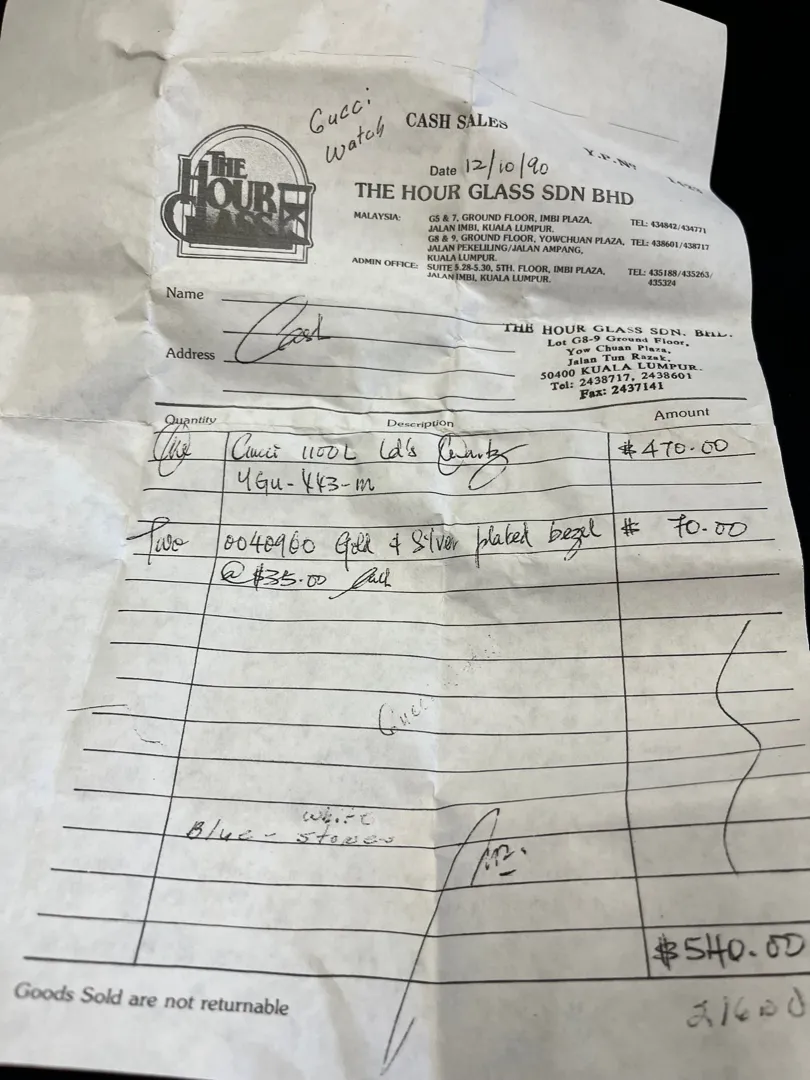 Gucci
Watch
CASH SALES
Date 12/10/90
Y.P. Nº
THE
HOUR
GLASS
THE HOUR GLASS SDN BHD
MALAYSIA: G5 & 7, GROUND FLOOR, IMBI PLAZA, TEL: 434842/434771
JALAN IMBI, KUALA LUMPUR.
G8 & 9, GROUND FLOOR, YOWCHUAN PLAZA, TEL: 438601/438717
JALAN PEKELILING/JALAN AMPANG,
KUALA LUMPUR.
ADMIN OFFICE: SUITE 5.28-5.30, 5TH. FLOOR, IMBI PLAZA, TEL: 435188/435263/
JALAN IMBI, KUALA LUMPUR. 435324
Name
Cash
Address
THE HOUR GLASS SDN. BHD.
Lot G8-9 Ground Floor,
Yow Chuan Plaza,
Jalan Tun Razak,
50400 KUALA LUMPUR.
Tel: 2438717, 2438601
Fax: 2437141
Quantity Description Amount
One Gucci 1100L Ld's Quartz $470.00
4GU-443-m
Two 0040960 Gold & Silver plated bezel $ 70.00
@ $35.00 each
Gucci
white
Blue - stones
$540.00
21600
Goods Sold are not returnable